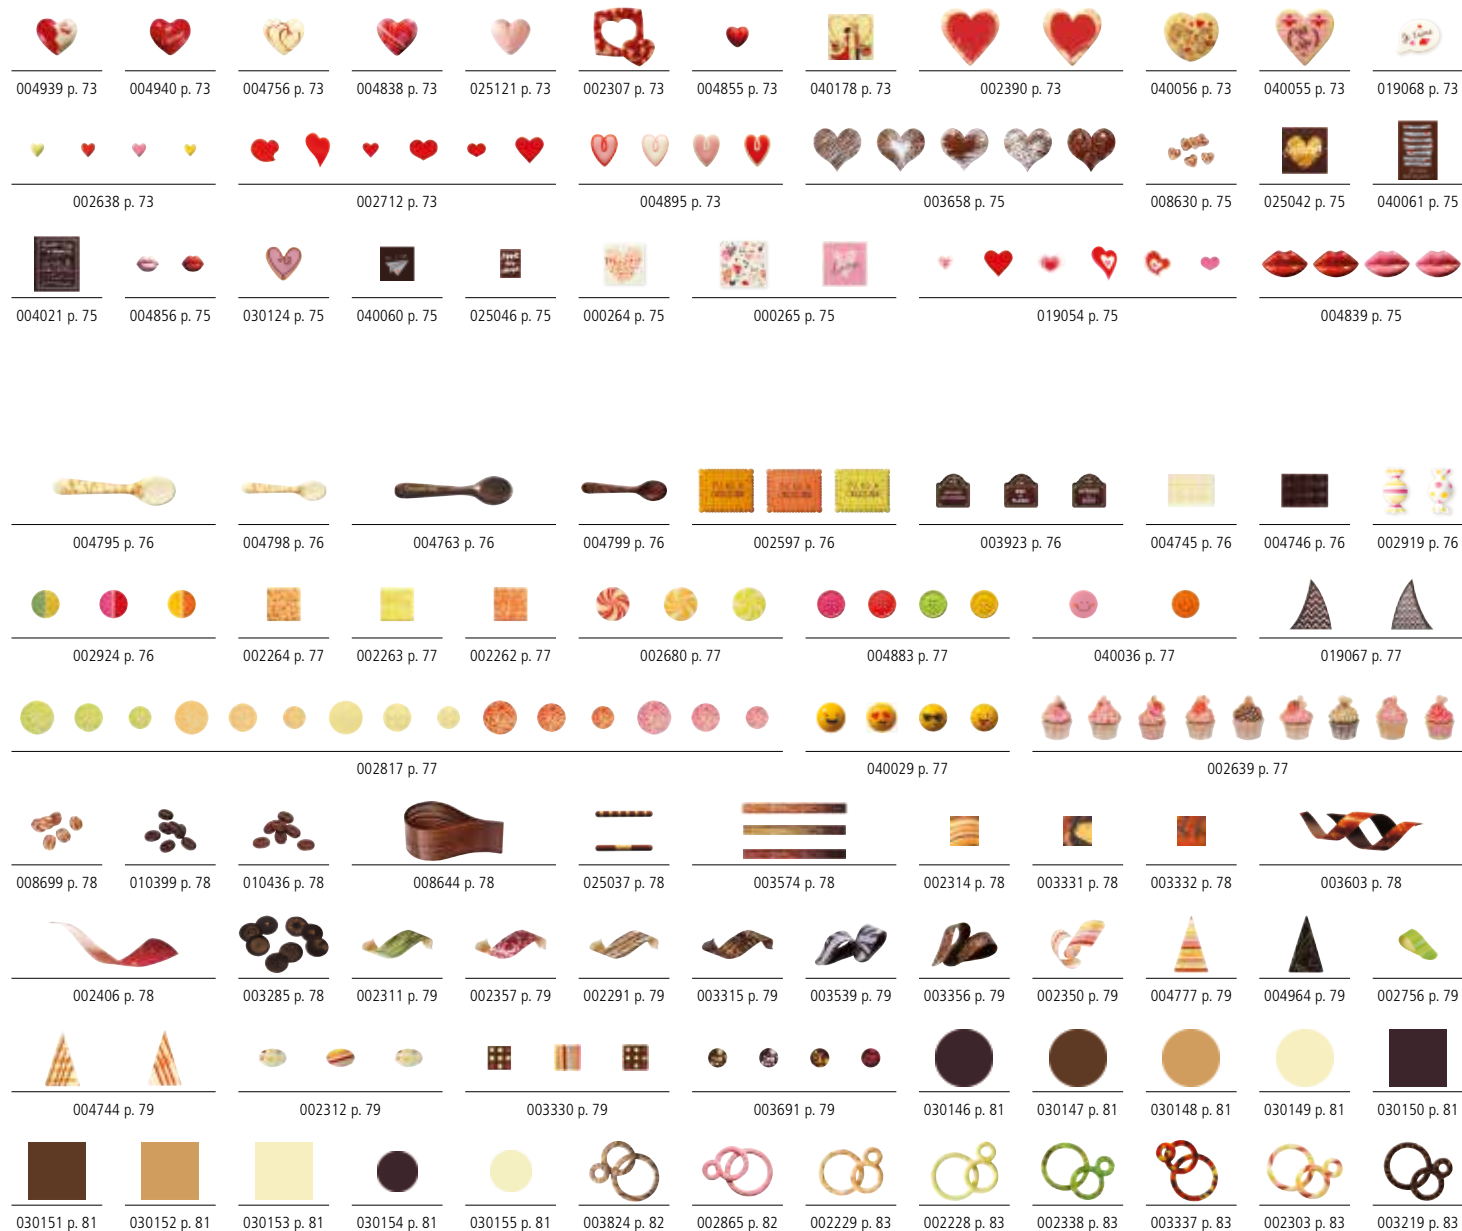 Je t'aime
004939 p. 73 004940 p. 73 004756 p. 73 004838 p. 73 025121 p. 73 002307 p. 73 004855 p. 73 040178 p. 73 002390 p. 73 040056 p. 73 040055 p. 73 019068 p. 73
002638 p. 73 002712 p. 73 004895 p. 73 003658 p. 75 008630 p. 75 025042 p. 75 040061 p. 75
004021 p. 75 004856 p. 75 030124 p. 75 040060 p. 75 025046 p. 75 000264 p. 75 000265 p. 75 019054 p. 75 004839 p. 75
004795 p. 76 004798 p. 76 004763 p. 76 004799 p. 76 002597 p. 76 003923 p. 76 004745 p. 76 004746 p. 76 002919 p. 76
002924 p. 76 002264 p. 77 002263 p. 77 002262 p. 77 002680 p. 77 004883 p. 77 040036 p. 77 019067 p. 77
002817 p. 77 040029 p. 77 002639 p. 77
008699 p. 78 010399 p. 78 010436 p. 78 008644 p. 78 025037 p. 78 003574 p. 78 002314 p. 78 003331 p. 78 003332 p. 78 003603 p. 78
002406 p. 78 003285 p. 78 002311 p. 79 002357 p. 79 002291 p. 79 003315 p. 79 003539 p. 79 003356 p. 79 002350 p. 79 004777 p. 79 004964 p. 79 002756 p. 79
004744 p. 79 002312 p. 79 003330 p. 79 003691 p. 79 030146 p. 81 030147 p. 81 030148 p. 81 030149 p. 81 030150 p. 81
030151 p. 81 030152 p. 81 030153 p. 81 030154 p. 81 030155 p. 81 003824 p. 82 002865 p. 82 002229 p. 83 002228 p. 83 002338 p. 83 003337 p. 83 002303 p. 83 003219 p. 83